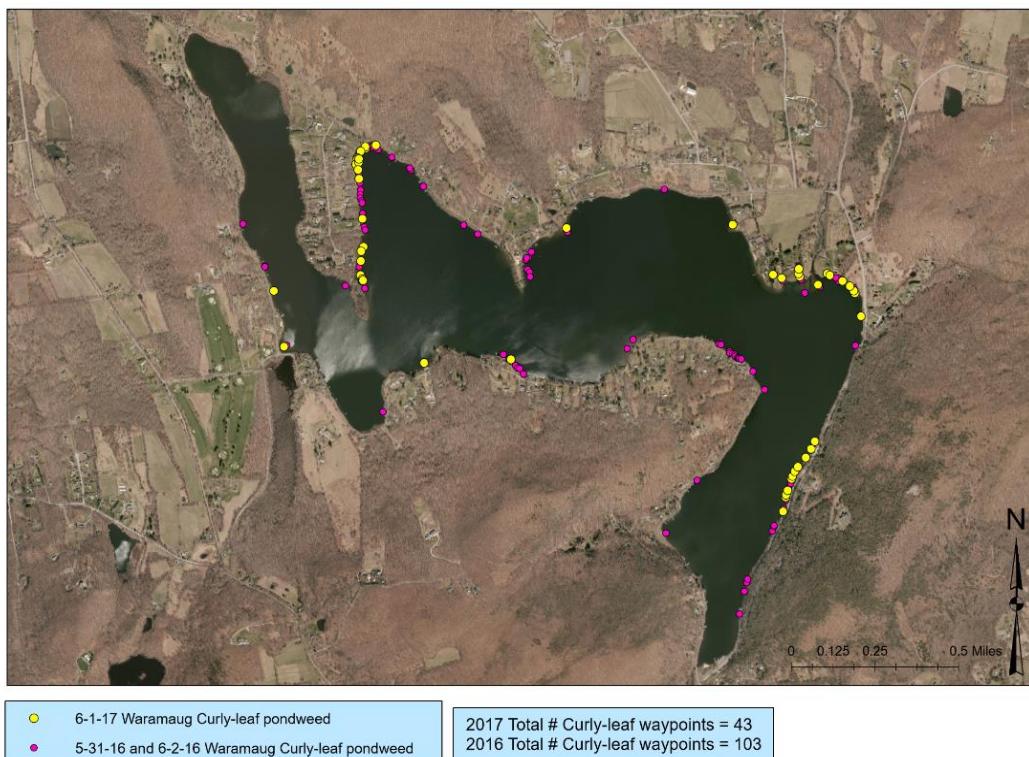 N
0 0.125 0.25 0.5 Miles
6-1-17 Waramaug Curly-leaf pondweed
5-31-16 and 6-2-16 Waramaug Curly-leaf pondweed
2017 Total # Curly-leaf waypoints = 43
2016 Total # Curly-leaf waypoints = 103